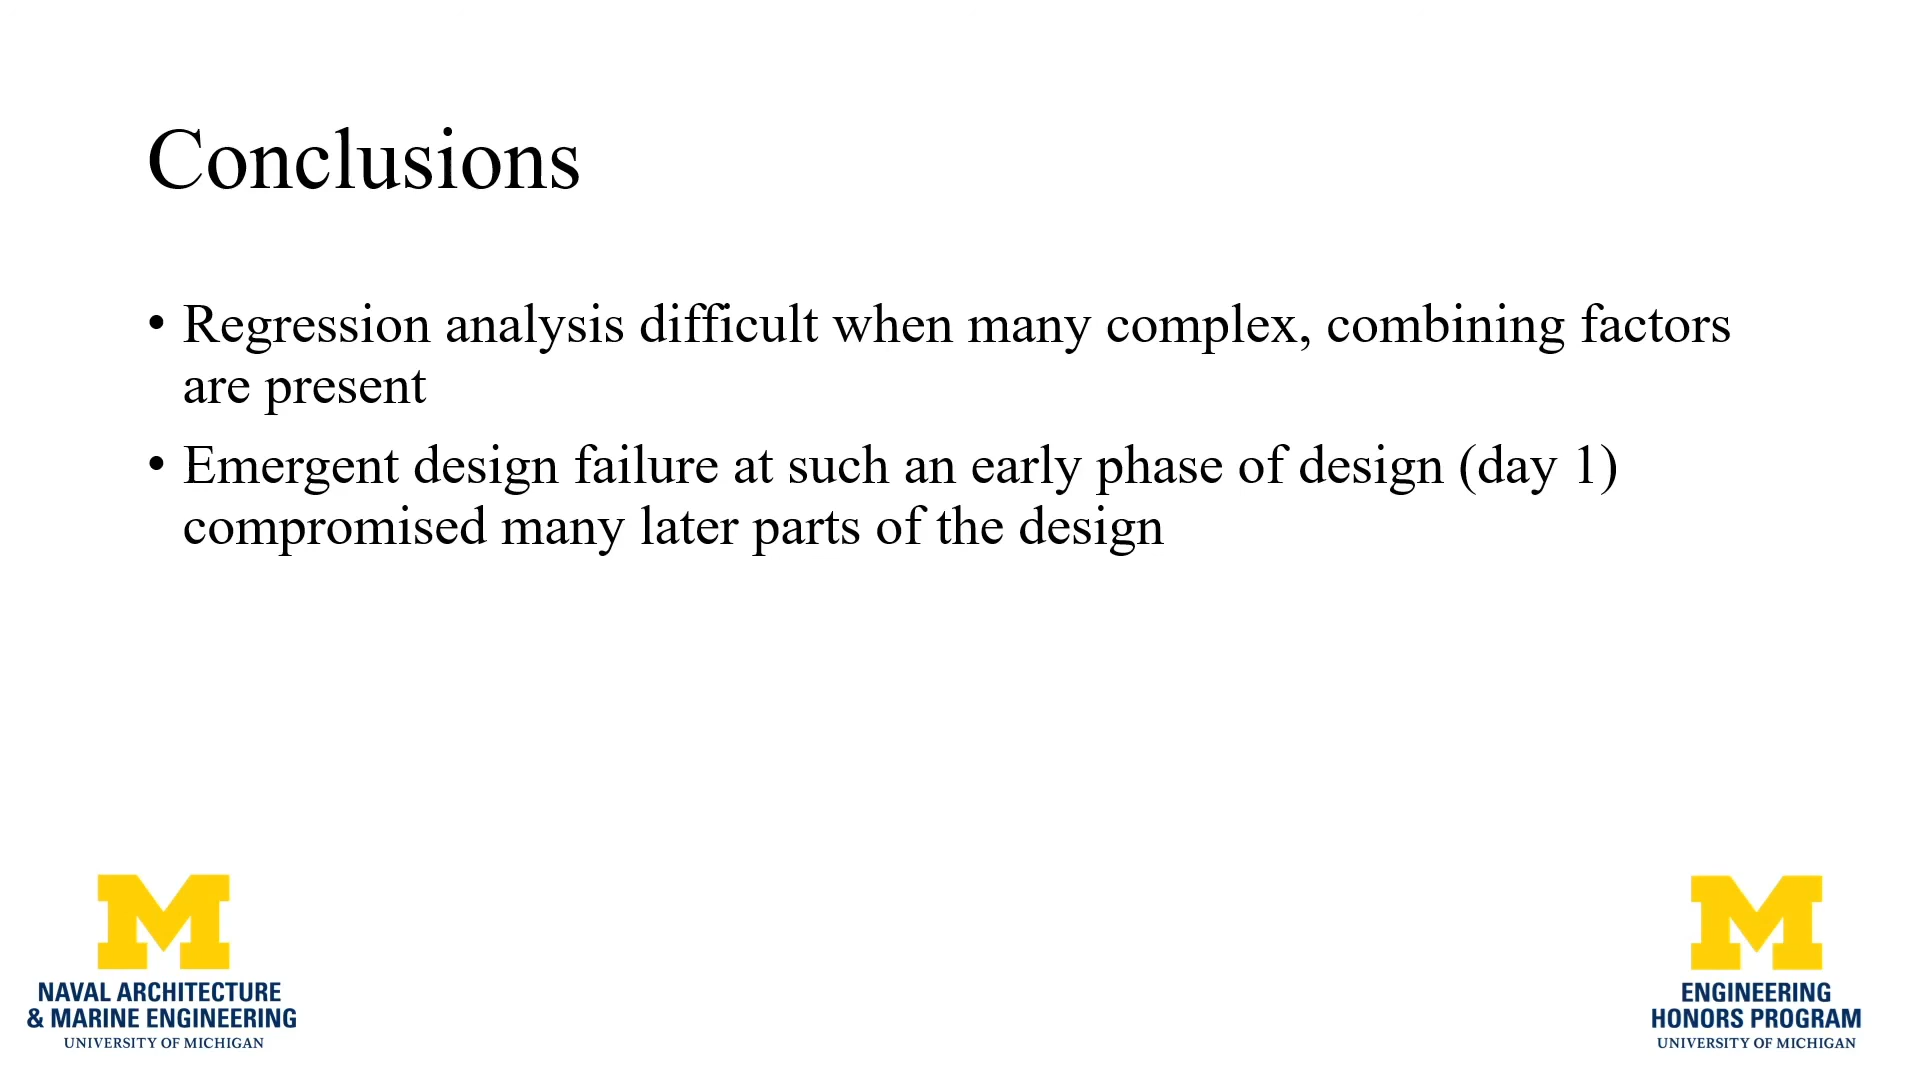 Conclusions
• Regression analysis difficult when many complex, combining factors
are present
• Emergent design failure at such an early phase of design (day 1)
compromised many later parts of the design
M
NAVAL ARCHITECTURE
& MARINE ENGINEERING
UNIVERSITY OF MICHIGAN
M
ENGINEERING
HONORS PROGRAM
UNIVERSITY OF MICHIGAN